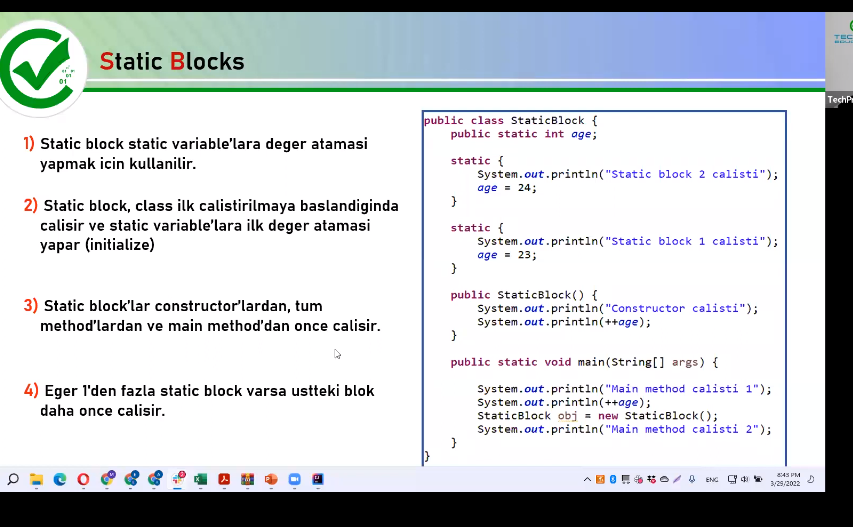 Static Blocks
1) Static block static variable'lara deger atamasi
yapmak icin kullanilir.
2) Static block, class ilk calistirilmaya baslandiginda
calisir ve static variable'lara ilk deger atamasi
yapar (initialize)
3) Static block'lar constructor'lardan, tum
method'lardan ve main method'dan once calisir.
4) Eger 1'den fazla static block varsa ustteki blok
daha once calisir.
public class StaticBlock {
public static int age;
static {
System.out.println("Static block 2 calisti");
age = 24;
}
static {
System.out.println("Static block 1 calisti");
age = 23;
}
public StaticBlock() {
System.out.println("Constructor calisti");
System.out.println(++age);
}
public static void main(String[] args) {
System.out.println("Main method calisti 1");
System.out.println(++age);
StaticBlock obj = new StaticBlock();
System.out.println("Main method calisti 2");
}
}
TechPr
ENG
8:43 PM
3/29/2022